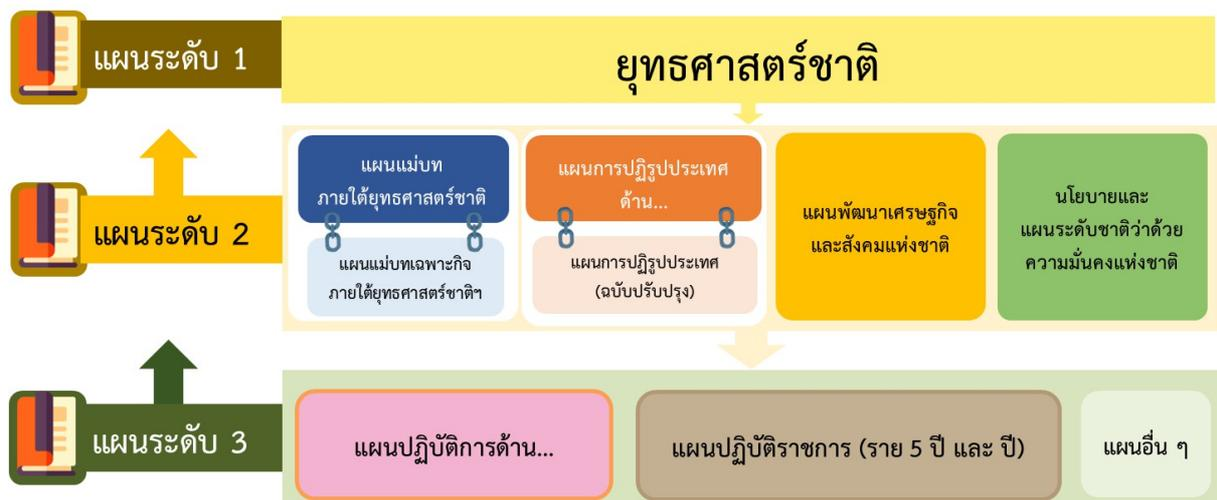 แผนระดับ 1
ยุทธศาสตร์ชาติ
แผนระดับ 2
แผนแม่บท
ภายใต้ยุทธศาสตร์ชาติ
แผนแม่บทเฉพาะกิจ
ภายใต้ยุทธศาสตร์ชาติฯ
แผนการปฏิรูปประเทศ
ด้าน...
แผนการปฏิรูปประเทศ
(ฉบับปรับปรุง)
แผนพัฒนาเศรษฐกิจ
และสังคมแห่งชาติ
นโยบายและ
แผนระดับชาติว่าด้วย
ความมั่นคงแห่งชาติ
แผนระดับ 3
แผนปฏิบัติการด้าน...
แผนปฏิบัติราชการ (ราย 5 ปี และ ปี)
แผนอื่น ๆ